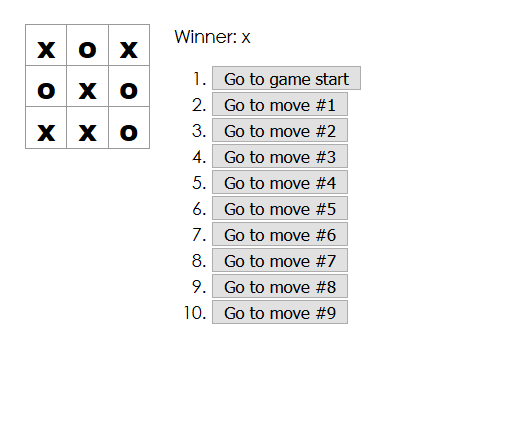 x o x
o x o
x x o
Winner: x
1. Go to game start
2. Go to move #1
3. Go to move #2
4. Go to move #3
5. Go to move #4
6. Go to move #5
7. Go to move #6
8. Go to move #7
9. Go to move #8
10. Go to move #9